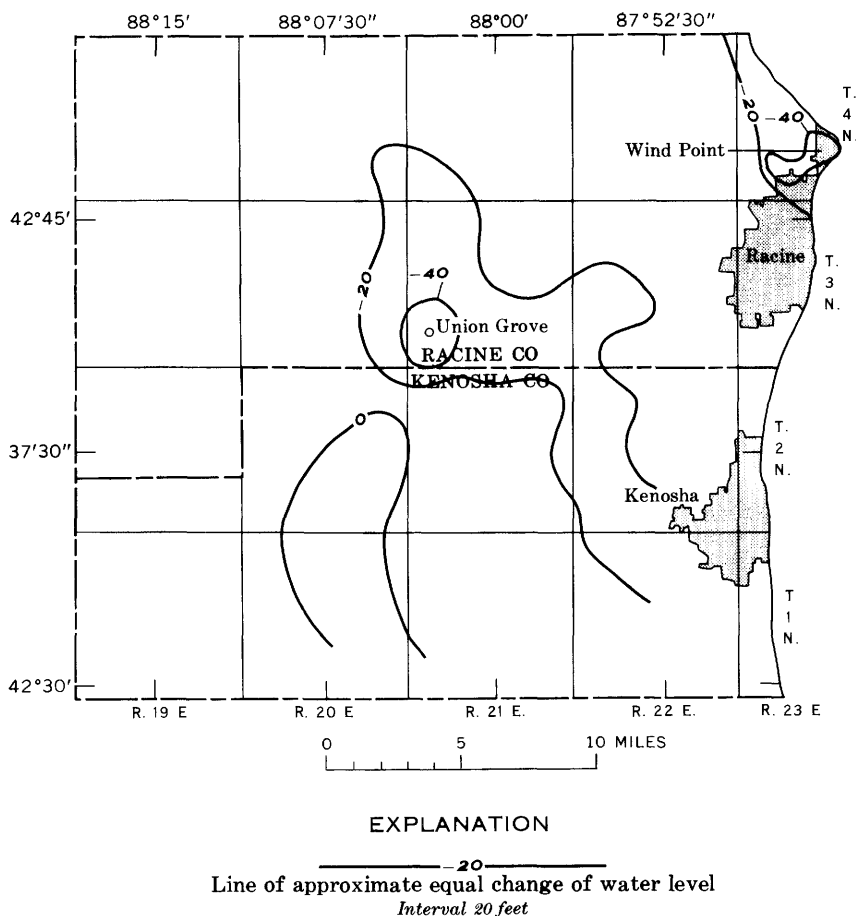 88°15' 88°07'30" 88°00' 87°52'30"
-20
-40
T.
4
N.
Wind Point
42°45'
-20
-40
Racine
T.
3
N.
Union Grove
RACINE CO
KENOSHA CO
0
37'30"
T.
2
N.
Kenosha
T.
1
N.
42°30'
R. 19 E R. 20 E. R. 21 E. R. 22 E. R. 23 E
0 5 10 MILES
EXPLANATION
-20
Line of approximate equal change of water level
Interval 20 feet